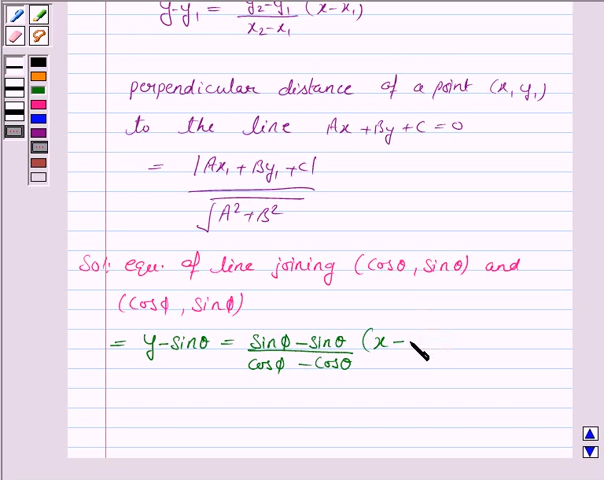 y-y₁ = y₂-y₁/x₂-x₁ (x-x₁)
perpendicular distance of a point (x₁ y₁)
to the line Ax+By+C=0
= |Ax₁+By₁+C|/√A²+B²
Sol: equ. of line joining (cosθ, sinθ) and
(cosϕ, sinϕ)
= y-sinθ = sinϕ-sinθ/cosϕ-cosθ (x-